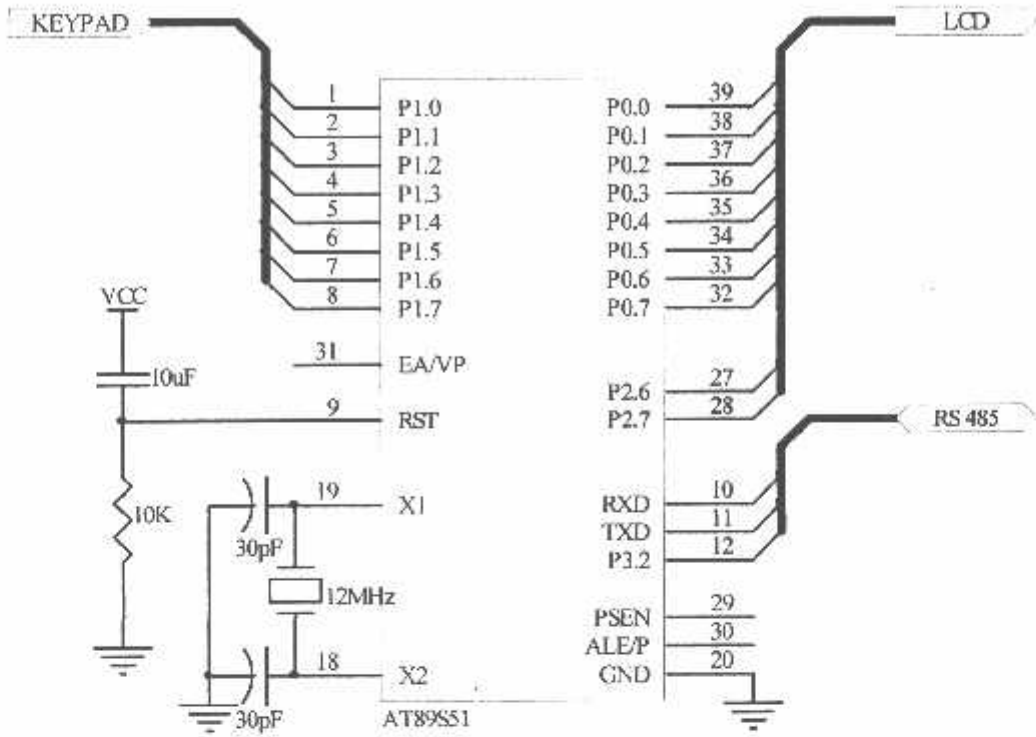 KEYPAD
LCD
1 P1.0 P0.0 39
2 P1.1 P0.1 38
3 P1.2 P0.2 37
4 P1.3 P0.3 36
5 P1.4 P0.4 35
6 P1.5 P0.5 34
7 P1.6 P0.6 33
8 P1.7 P0.7 32
VCC
31 EA/VP
10uF
P2.6 27
9 RST P2.7 28
RS 485
19 X1 RXD 10
10K
TXD 11
30pF
P3.2 12
12MHz
PSEN 29
ALE/P 30
18 X2 GND 20
30pF
AT89S51